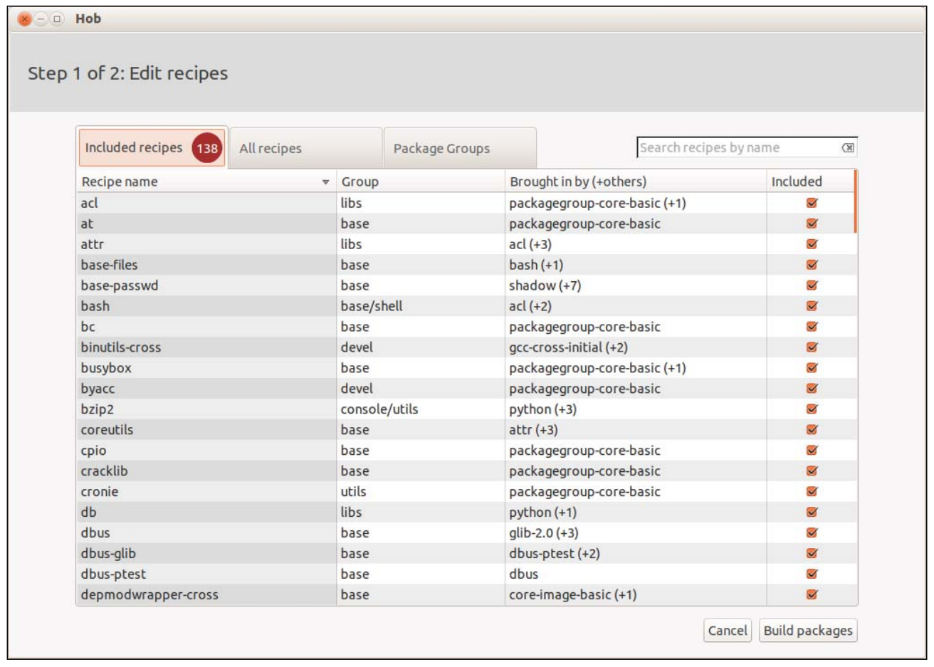 Hob
Step 1 of 2: Edit recipes
Included recipes 138 All recipes Package Groups Search recipes by name
Recipe name Group Brought in by (+others) Included
acl libs packagegroup-core-basic (+1)
at base packagegroup-core-basic
attr libs acl (+3)
base-files base bash (+1)
base-passwd base shadow (+7)
bash base/shell acl (+2)
bc base packagegroup-core-basic
binutils-cross devel gcc-cross-initial (+2)
busybox base packagegroup-core-basic (+1)
byacc devel packagegroup-core-basic
bzip2 console/utils python (+3)
coreutils base attr (+3)
cpio base packagegroup-core-basic
cracklib base packagegroup-core-basic
cronie utils packagegroup-core-basic
db libs python (+1)
dbus base glib-2.0 (+3)
dbus-glib base dbus-ptest (+2)
dbus-ptest base dbus
depmodwrapper-cross base core-image-basic (+1)
Cancel Build packages